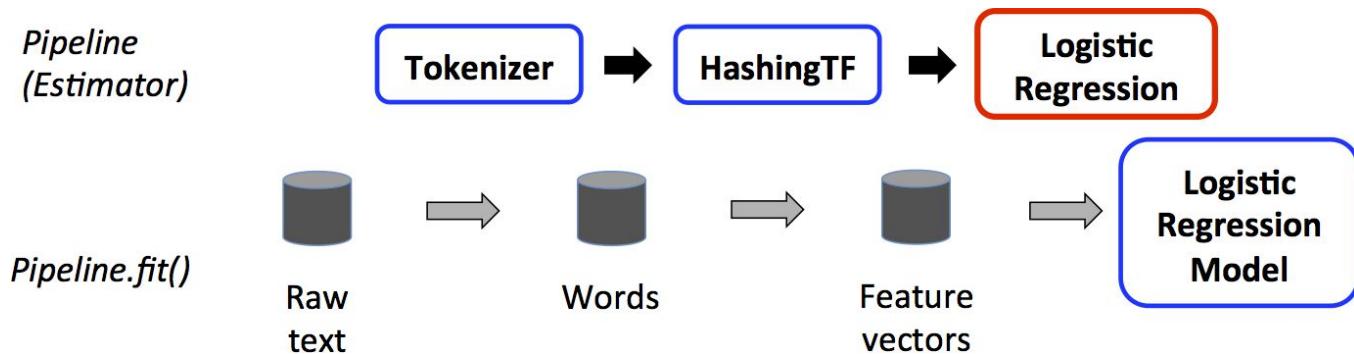 Pipeline
(Estimator)
Tokenizer
HashingTF
Logistic
Regression
Pipeline.fit()
Raw
text
Words
Feature
vectors
Logistic
Regression
Model